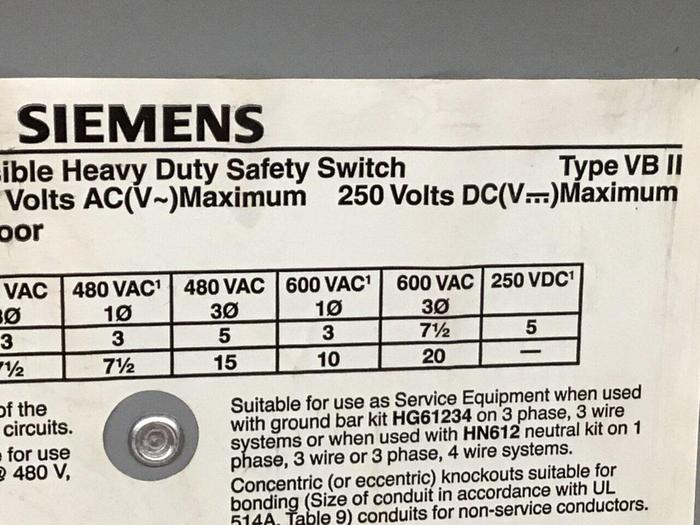 SIEMENS
ible Heavy Duty Safety Switch Type VB II
Volts AC(V~)Maximum 250 Volts DC(V⎓)Maximum
oor
VAC 480 VAC¹ 480 VAC 600 VAC¹ 600 VAC 250 VDC¹
3Ø 1Ø 3Ø 1Ø 3Ø
3 3 5 3 7½ 5
7½ 7½ 15 10 20 —
of the
circuits.
for use
@ 480 V,
Suitable for use as Service Equipment when used
with ground bar kit HG61234 on 3 phase, 3 wire
systems or when used with HN612 neutral kit on 1
phase, 3 wire or 3 phase, 4 wire systems.
Concentric (or eccentric) knockouts suitable for
bonding (Size of conduit in accordance with UL
514A, Table 9) conduits for non-service conductors.